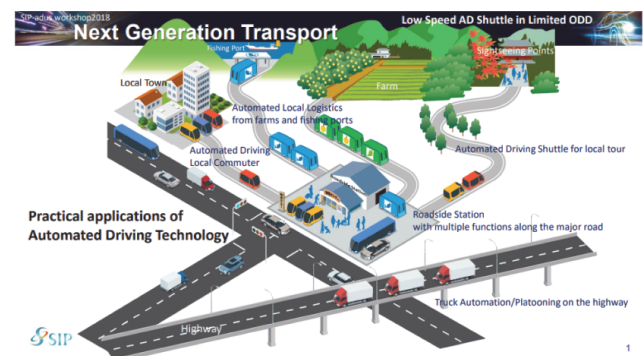 SIP-adus workshop2018
Low Speed AD Shuttle in Limited ODD
Next Generation Transport
Fishing Port
Sightseeing Points
Local Town
Farm
Automated Local Logistics
from farms and fishing ports
Automated Driving
Local Commuter
Automated Driving Shuttle for local tour
Practical applications of
Automated Driving Technology
Roadside Station
with multiple functions along the major road
Truck Automation/Platooning on the highway
Highway
SIP
1